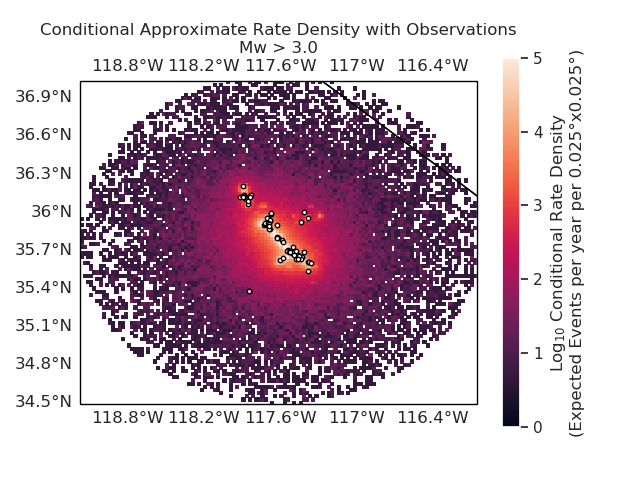 Conditional Approximate Rate Density with Observations
Mw > 3.0
118.8°W 118.2°W 117.6°W 117°W 116.4°W
36.9°N
36.6°N
36.3°N
36°N
35.7°N
35.4°N
35.1°N
34.8°N
34.5°N
118.8°W 118.2°W 117.6°W 117°W 116.4°W
5
4
3
2
1
0
Log₁₀ Conditional Rate Density
(Expected Events per year per 0.025°x0.025°)